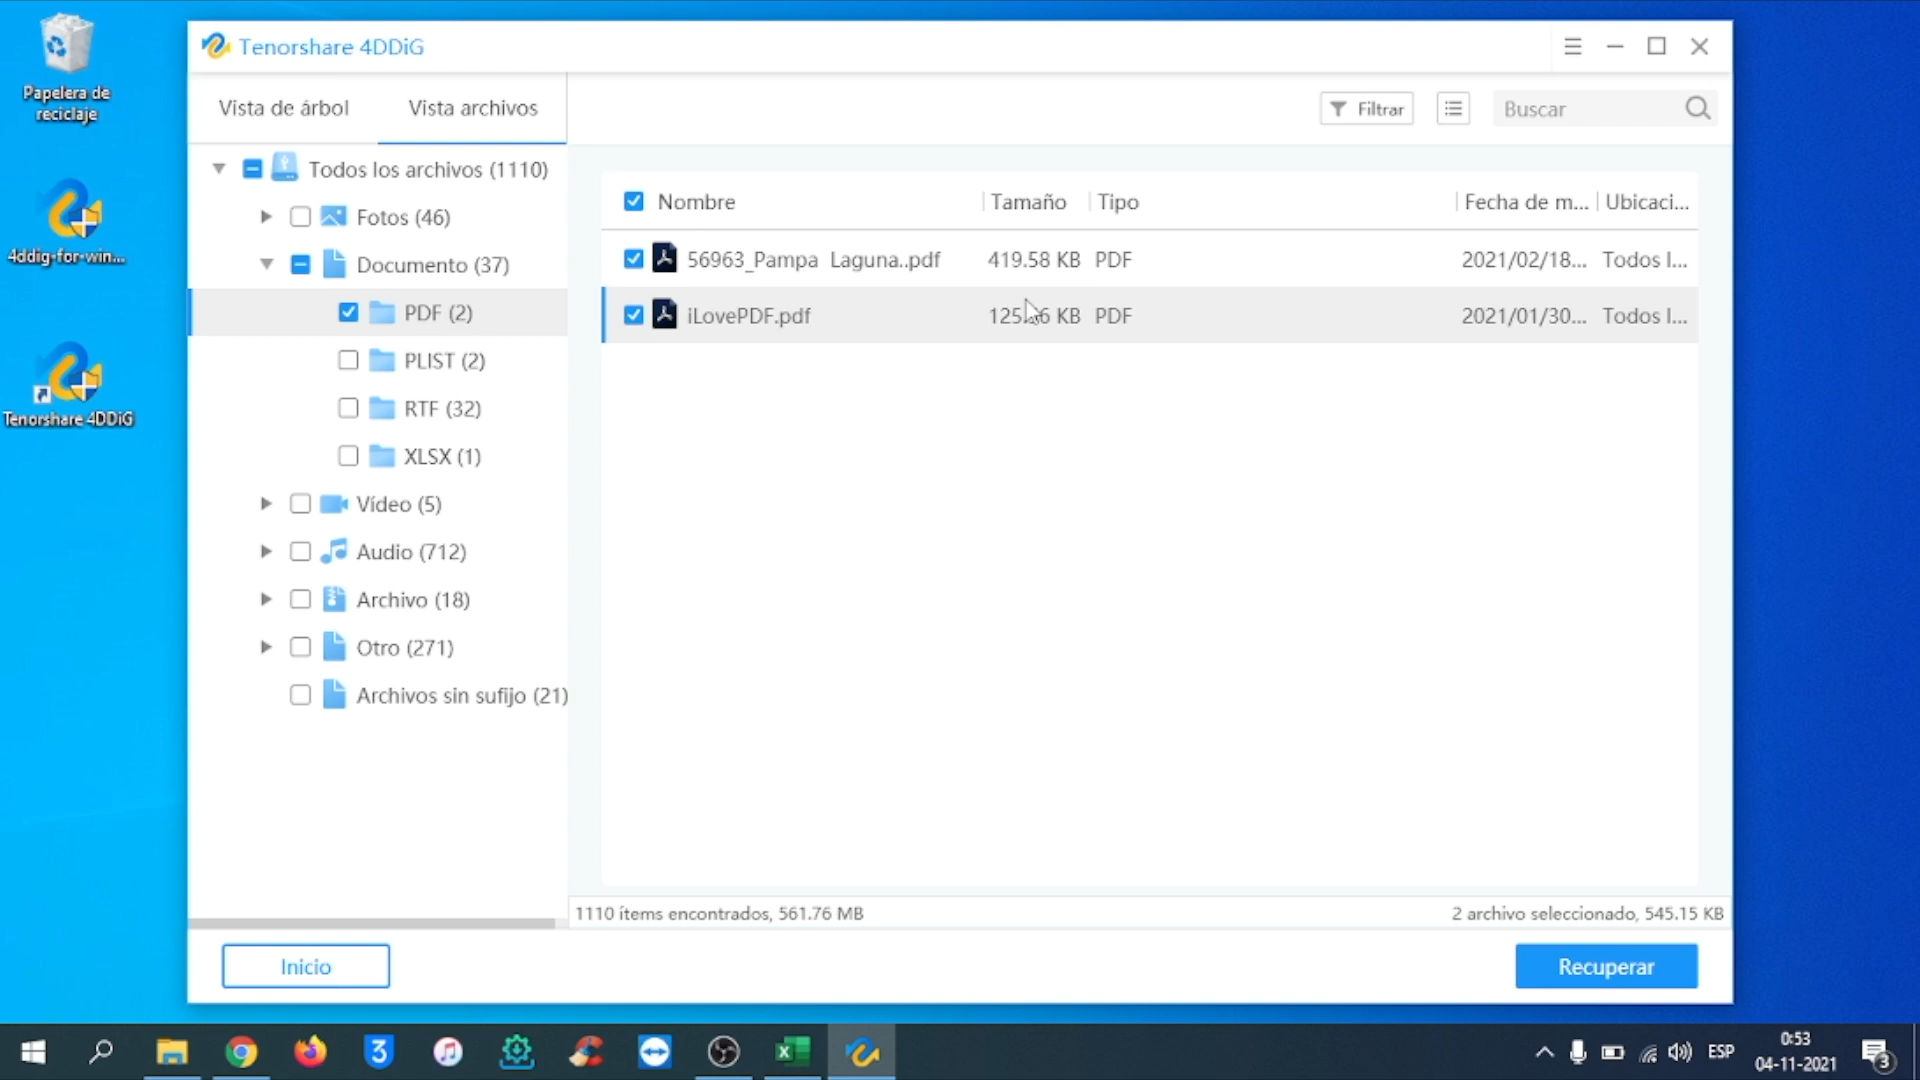 Papelera de
reciclaje
4ddig-for-win...
Tenorshare 4DDiG
Tenorshare 4DDiG
Vista de árbol
Vista archivos
Filtrar
Buscar
Todos los archivos (1110)
Fotos (46)
Documento (37)
PDF (2)
PLIST (2)
RTF (32)
XLSX (1)
Vídeo (5)
Audio (712)
Archivo (18)
Otro (271)
Archivos sin sufijo (21)
Nombre Tamaño Tipo Fecha de m... Ubicaci...
56963_Pampa Laguna..pdf 419.58 KB PDF 2021/02/18... Todos l...
iLovePDF.pdf KB PDF 2021/01/30... Todos l...
1110 ítems encontrados, 561.76 MB
2 archivo seleccionado, 545.15 KB
Inicio
Recuperar
3
ESP
0:53
04-11-2021
3